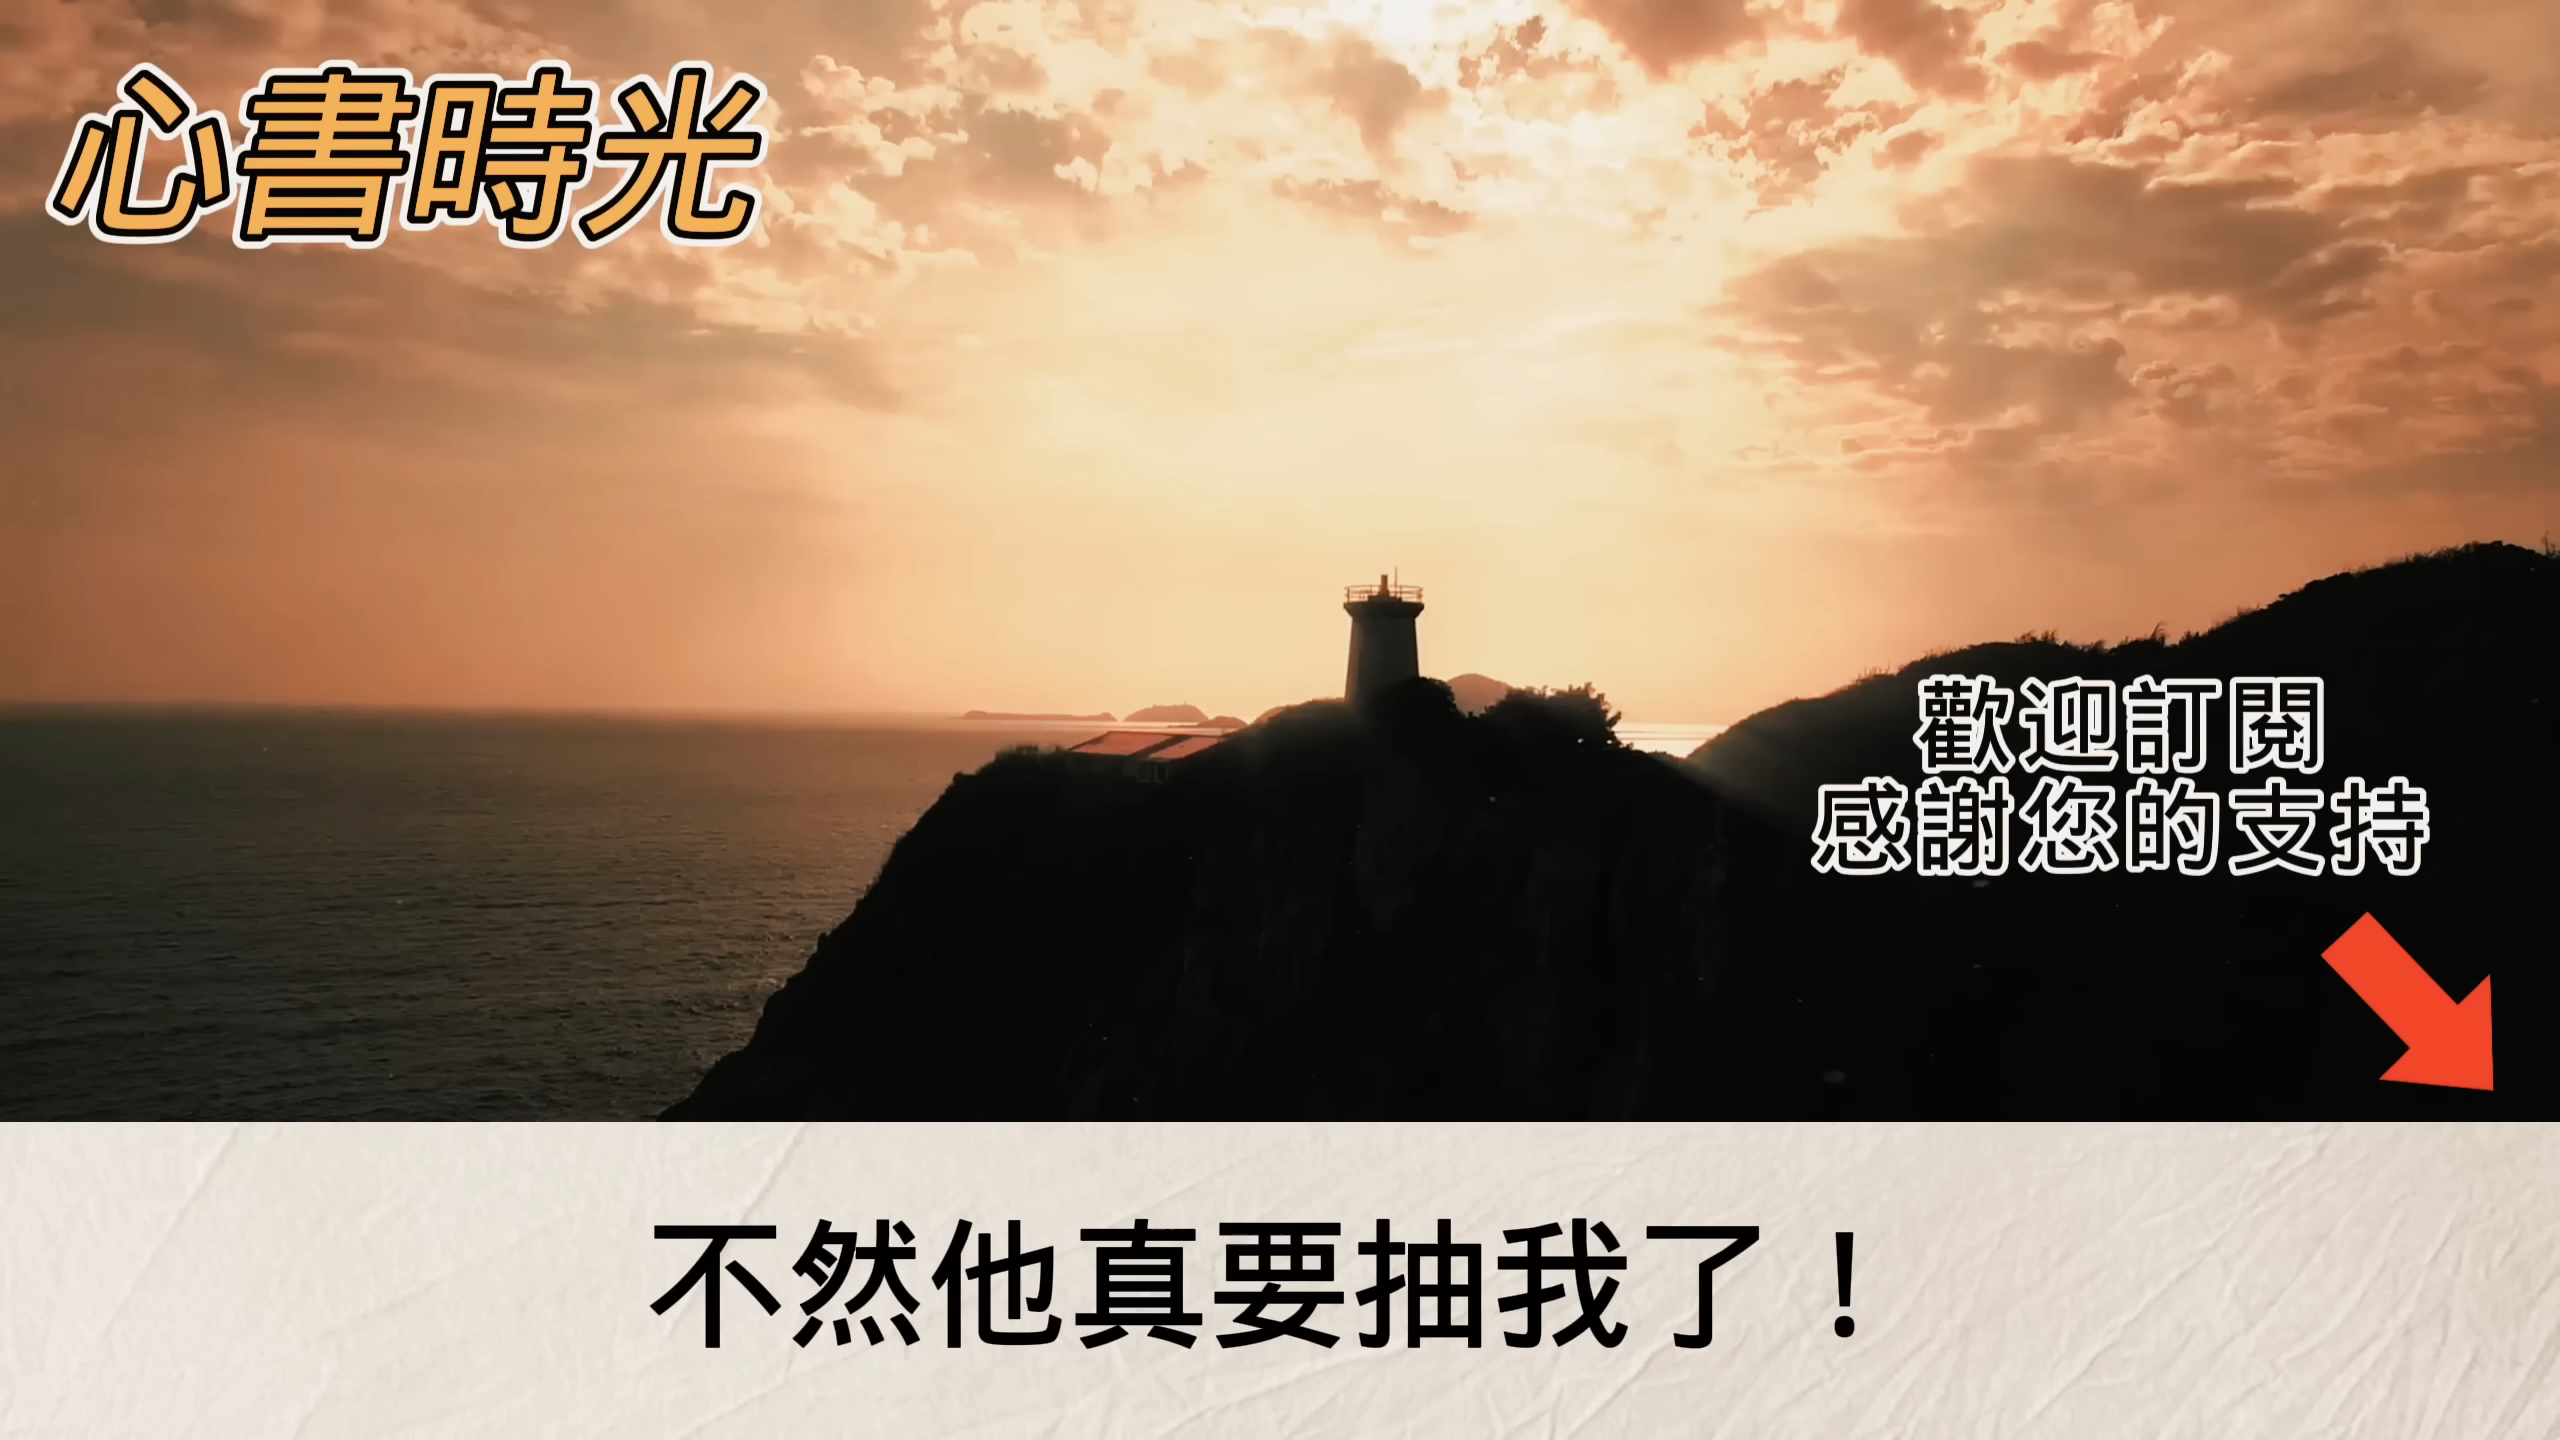 心書時光
歡迎訂閱
感謝您的支持
不然他真要抽我了！